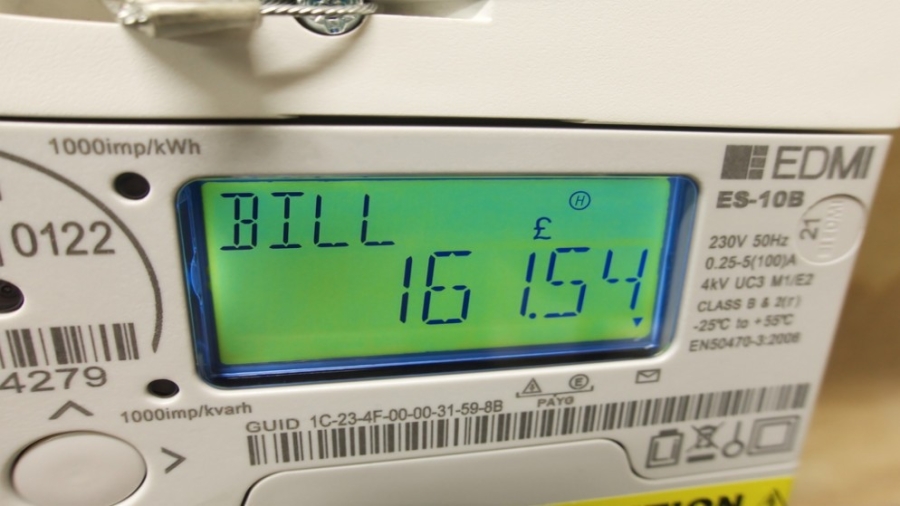 1000imp/kWh
EDMI
ES-10B
21
BILL
H
£
161.54
0122
230V 50Hz
0.25-5(100)A
4kV UC3 M1/E2
CLASS B & 2(r)
-25°C to +55°C
EN50470-3:2006
4279
1000imp/kvarh
E
PAYG
GUID 1C-23-4F-00-00-31-59-8B